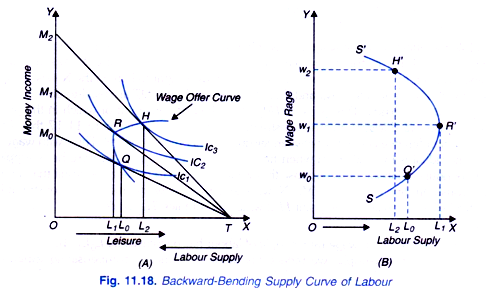 Y
M2
M1
M0
Money Income
Wage Offer Curve
R
H
Q
Ic3
IC2
Ic1
O
L1 L0 L2
T
X
Leisure
Labour Supply
(A)
Y
S'
H'
w2
Wage Rage
w1
R'
w0
Q'
S
O
L2 L0 L1 X
Labour Suply
(B)
Fig. 11.18. Backward-Bending Supply Curve of Labour